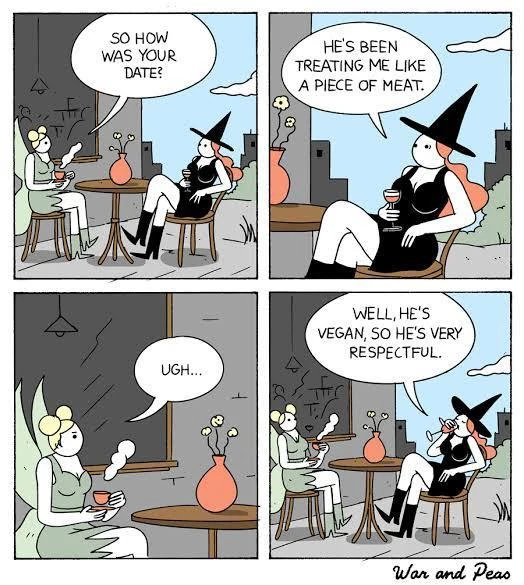 SO HOW
WAS YOUR
DATE?
HE'S BEEN
TREATING ME LIKE
A PIECE OF MEAT.
UGH...
WELL, HE'S
VEGAN, SO HE'S VERY
RESPECTFUL.
War and Peas